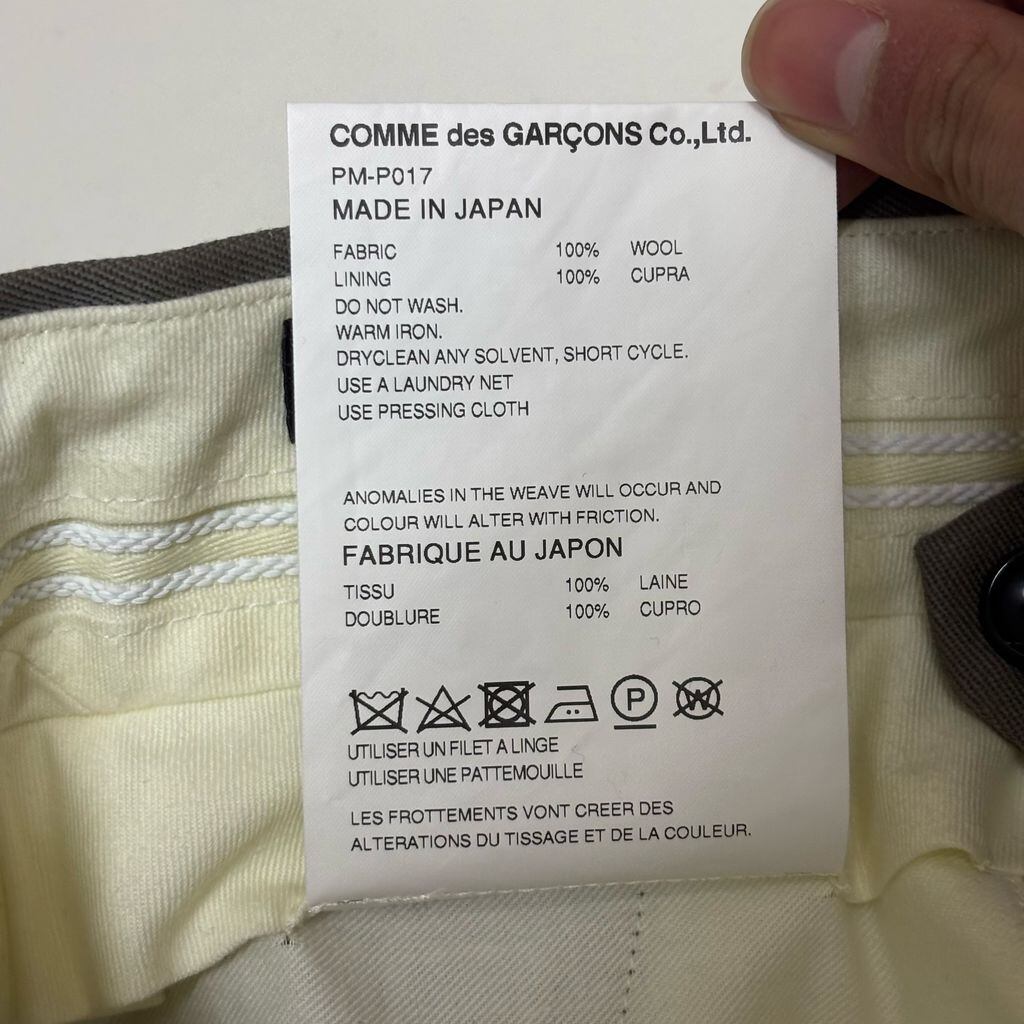 COMME des GARÇONS Co.,Ltd.
PM-P017
MADE IN JAPAN
FABRIC 100% WOOL
LINING 100% CUPRA
DO NOT WASH.
WARM IRON.
DRYCLEAN ANY SOLVENT, SHORT CYCLE.
USE A LAUNDRY NET
USE PRESSING CLOTH
ANOMALIES IN THE WEAVE WILL OCCUR AND
COLOUR WILL ALTER WITH FRICTION.
FABRIQUE AU JAPON
TISSU 100% LAINE
DOUBLURE 100% CUPRO
P W
UTILISER UN FILET A LINGE
UTILISER UNE PATTEMOUILLE
LES FROTTEMENTS VONT CREER DES
ALTERATIONS DU TISSAGE ET DE LA COULEUR.